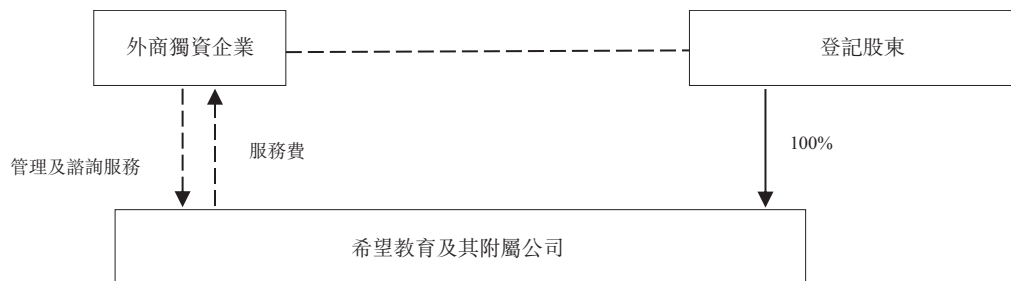 外商獨資企業
登記股東
管理及諮詢服務
服務費
100%
希望教育及其附屬公司